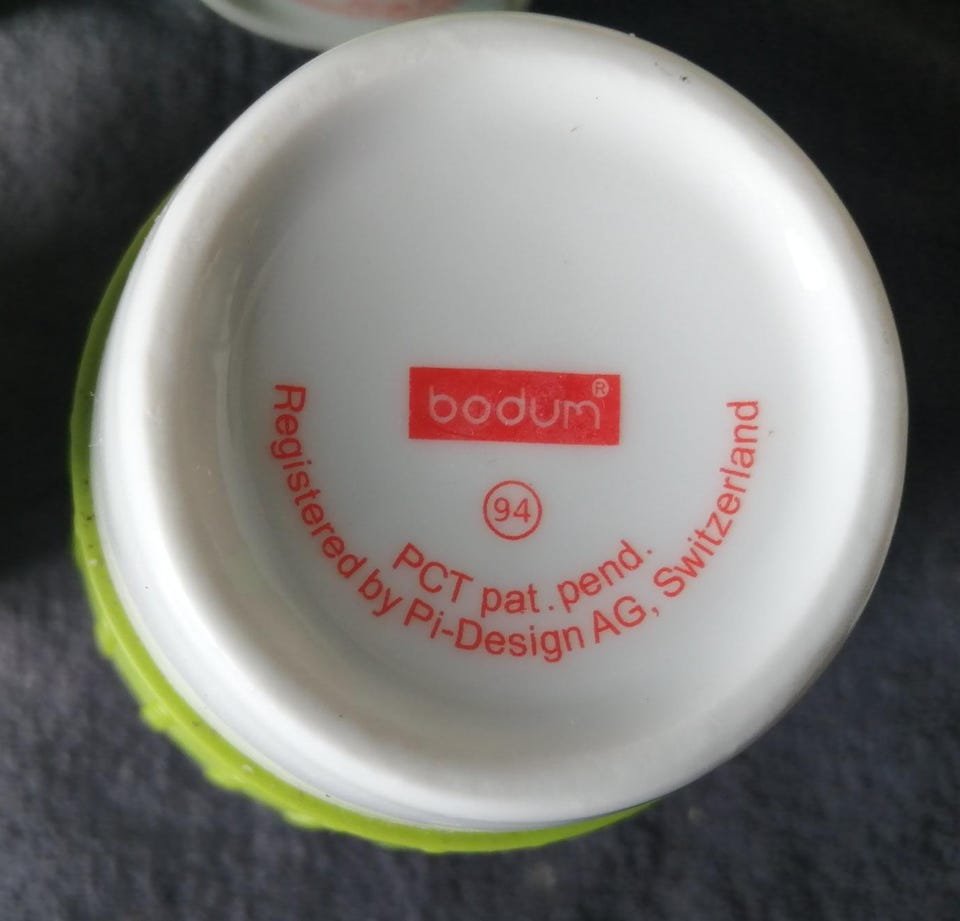 bodum®
94
PCT pat. pend.
Registered by Pi-Design AG, Switzerland